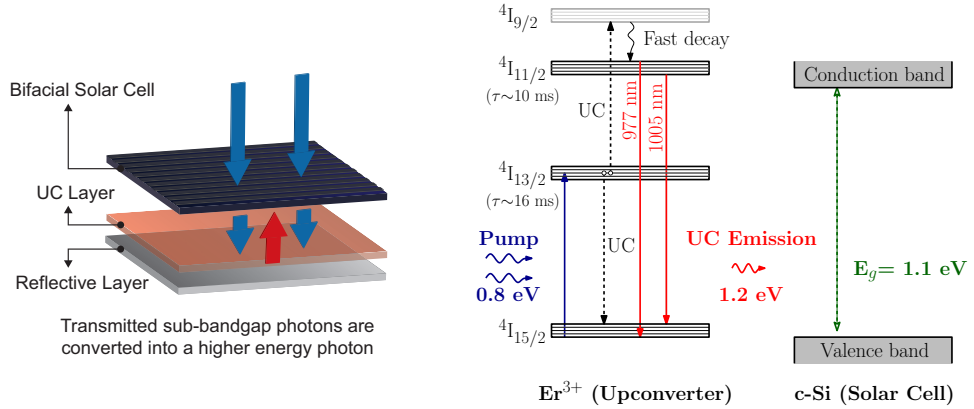 Bifacial Solar Cell
UC Layer
Reflective Layer
Transmitted sub-bandgap photons are
converted into a higher energy photon
⁴I₉/₂
Fast decay
⁴I₁₁/₂
(τ~10 ms)
UC
977 nm
1005 nm
⁴I₁₃/₂
(τ~16 ms)
Pump
0.8 eV
UC
UC Emission
1.2 eV
⁴I₁₅/₂
Er³⁺ (Upconverter)
Conduction band
E_g= 1.1 eV
Valence band
c-Si (Solar Cell)